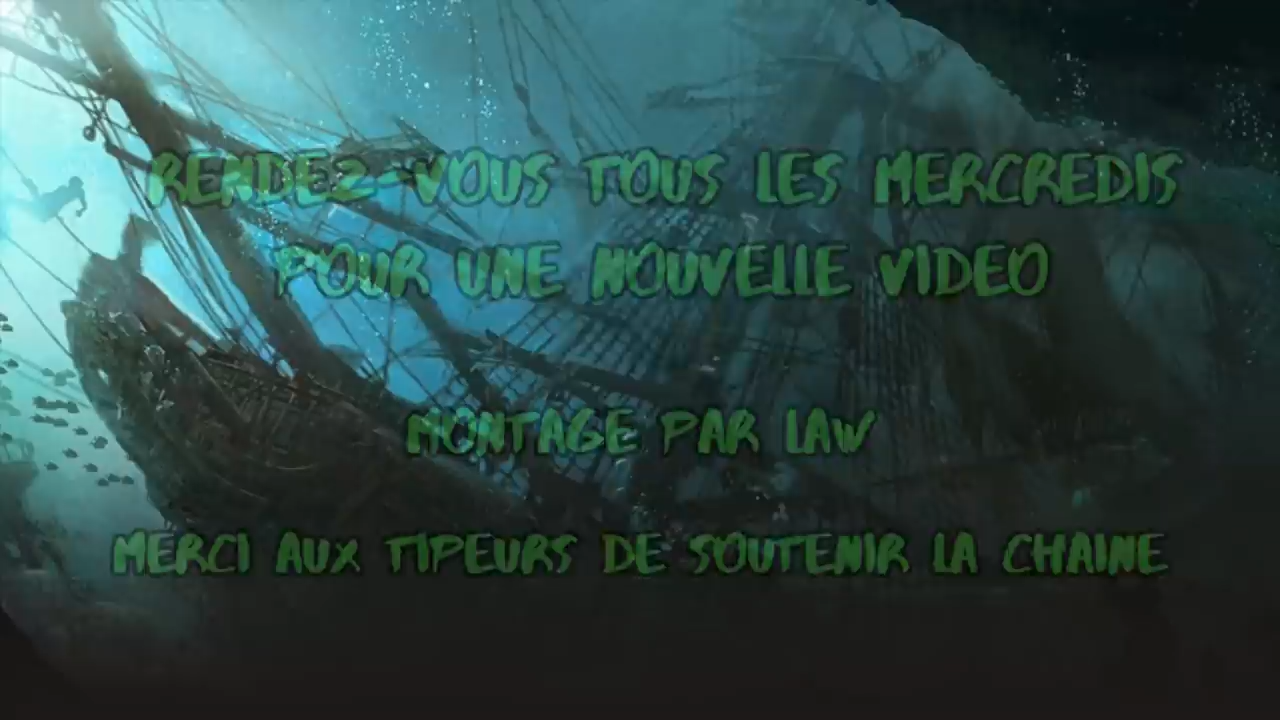 RENDEZ-VOUS TOUS LES MERCREDIS
POUR UNE NOUVELLE VIDEO
MONTAGE PAR LAW
MERCI AUX TIPEURS DE SOUTENIR LA CHAINE